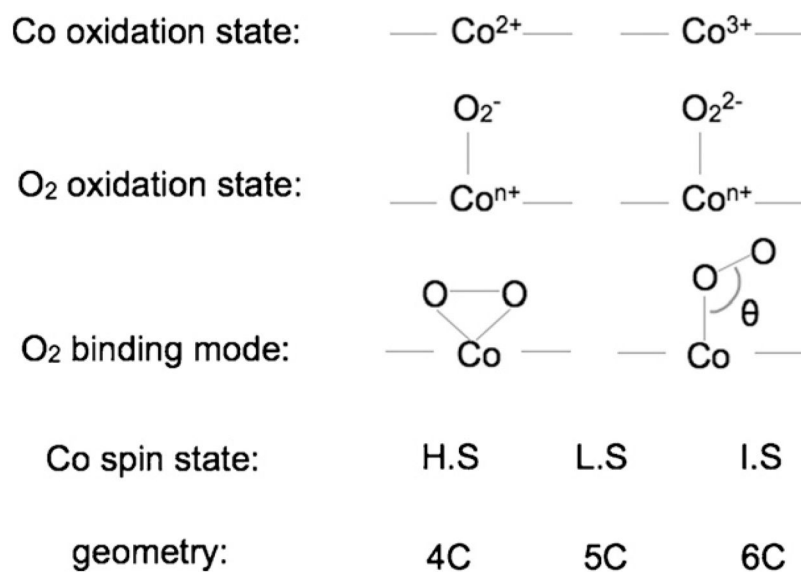 Co oxidation state: Co²⁺ Co³⁺
O₂⁻ O₂²⁻
O₂ oxidation state: Coⁿ⁺ Coⁿ⁺
O
O O O
θ
O₂ binding mode: Co Co
Co spin state: H.S L.S I.S
geometry: 4C 5C 6C